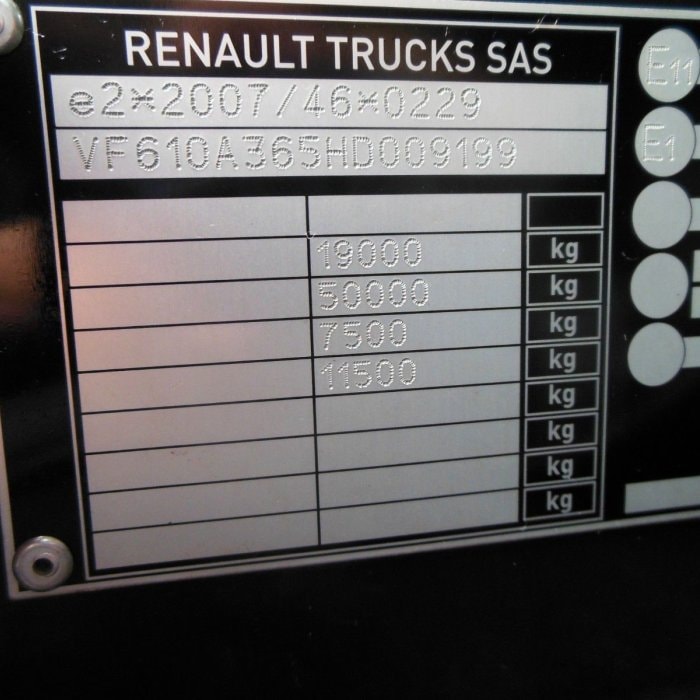 RENAULT TRUCKS SAS
e2*2007/46*0229
VF610A365HD009199
19000 kg
50000 kg
7500 kg
11500 kg
kg
kg
kg
kg
E11
E1